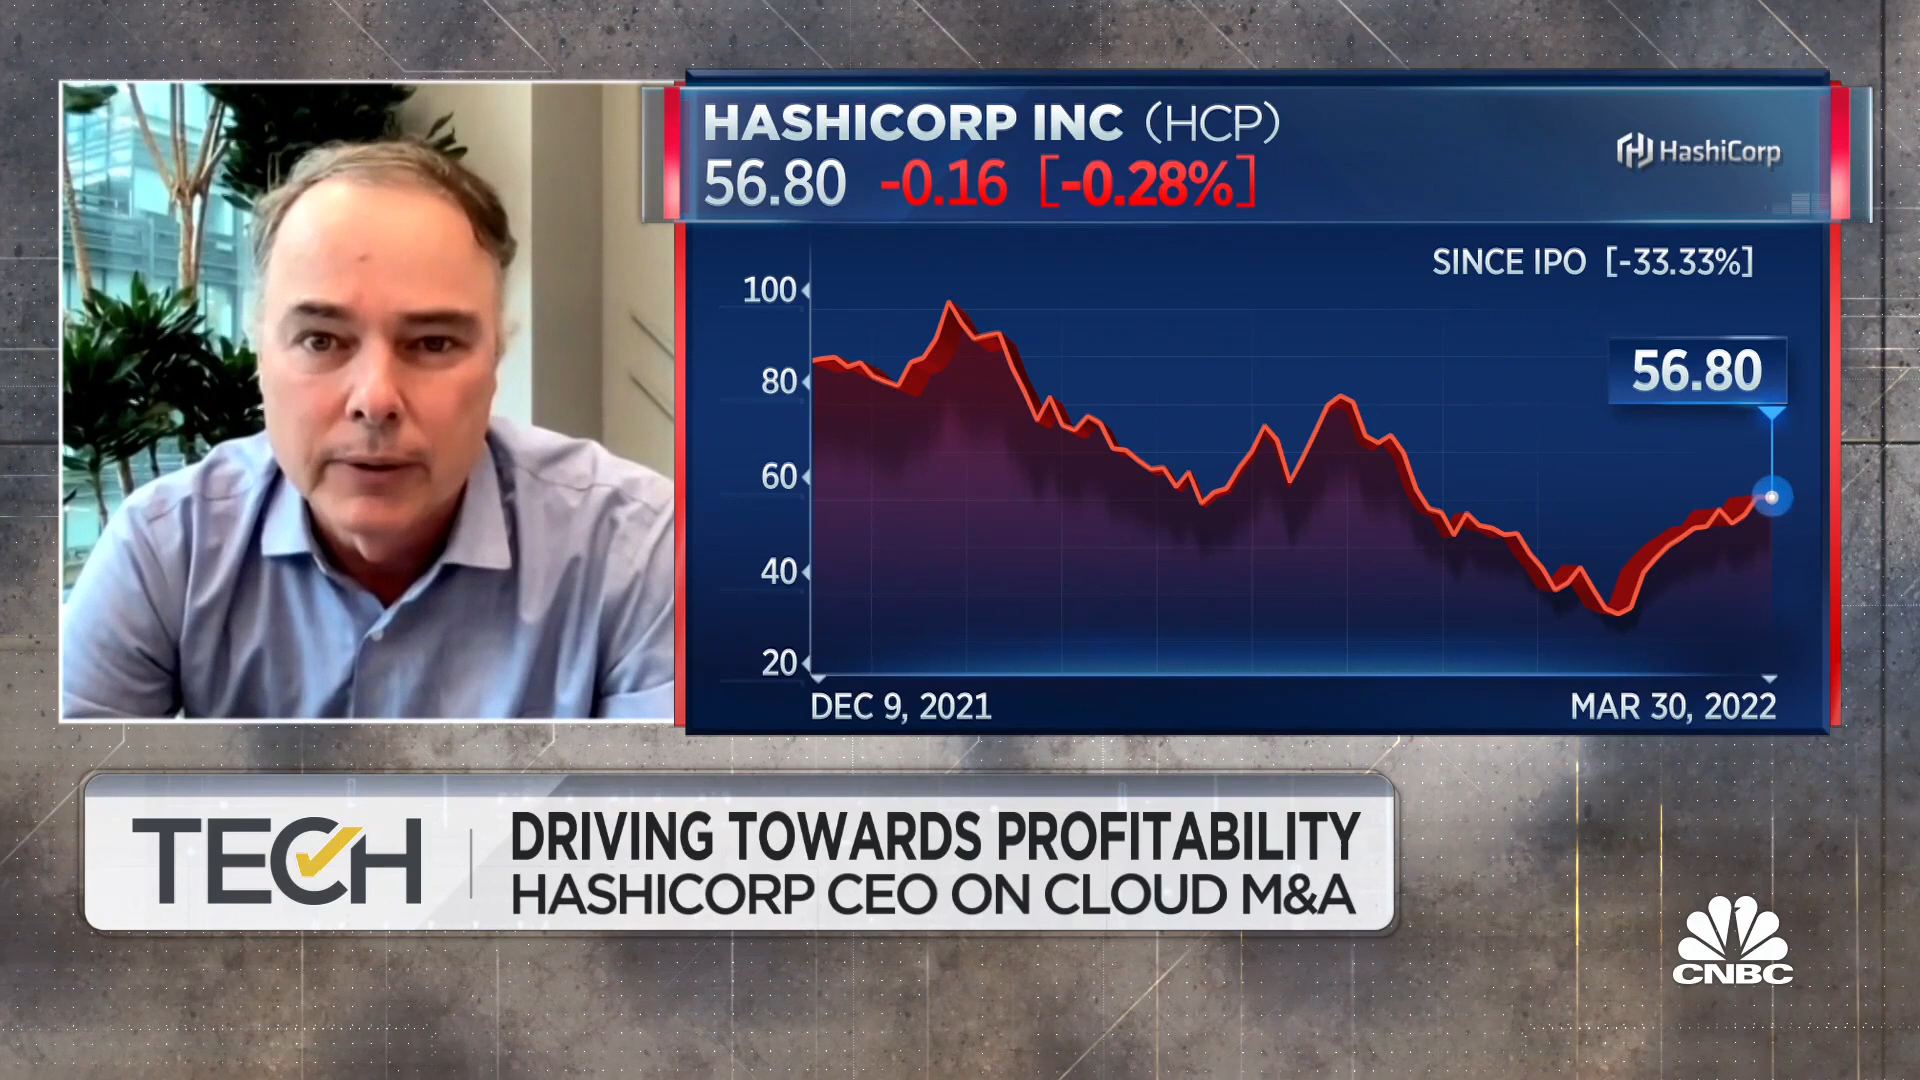 HASHICORP INC (HCP)
56.80 -0.16 [-0.28%]
HashiCorp
SINCE IPO [-33.33%]
100
80
60
40
20
56.80
DEC 9, 2021
MAR 30, 2022
TECH
DRIVING TOWARDS PROFITABILITY
HASHICORP CEO ON CLOUD M&A
CNBC